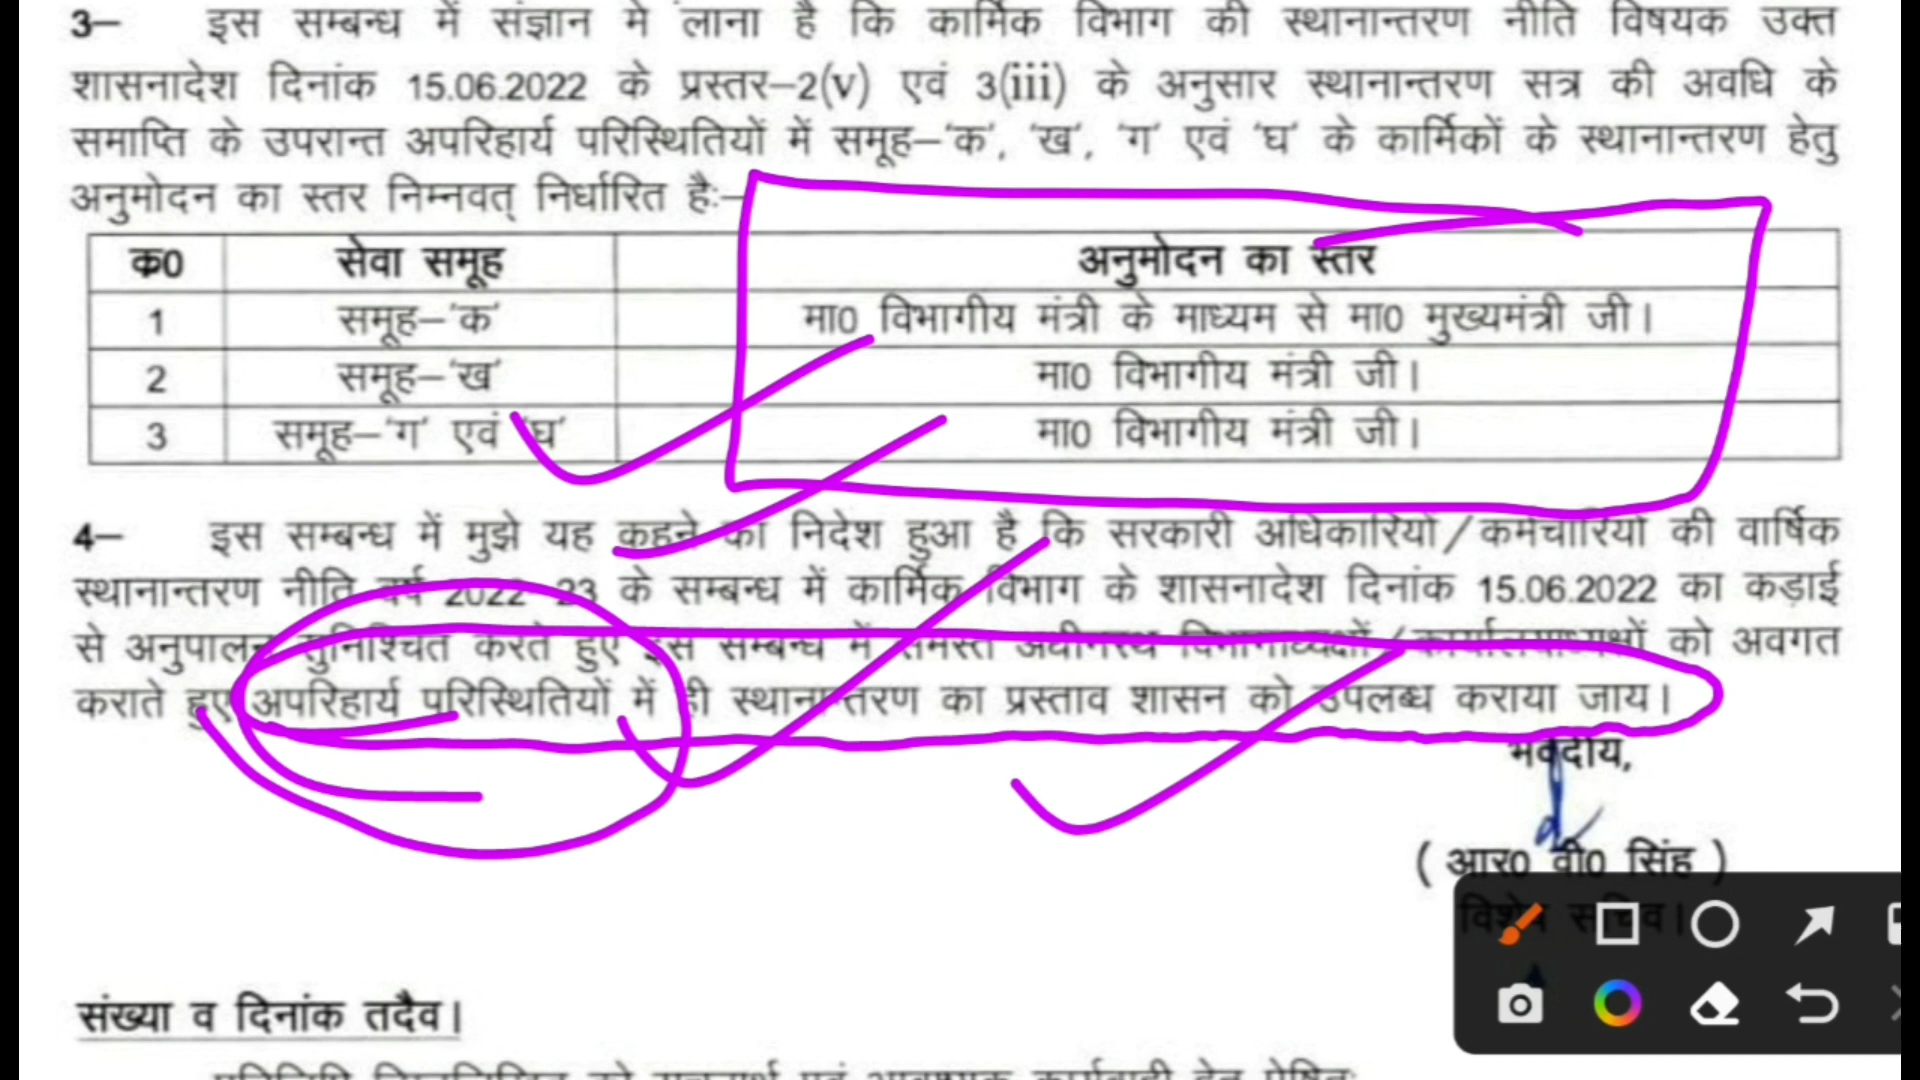 3– इस सम्बन्ध में संज्ञान मे लाना है कि कार्मिक विभाग की स्थानान्तरण नीति विषयक उक्त
शासनादेश दिनांक 15.06.2022 के प्रस्तर–2(v) एवं 3(iii) के अनुसार स्थानान्तरण सत्र की अवधि के
समाप्ति के उपरान्त अपरिहार्य परिस्थितियों में समूह–'क', 'ख', 'ग' एवं 'घ' के कार्मिकों के स्थानान्तरण हेतु
अनुमोदन का स्तर निम्नवत् निर्धारित है:–
क0 सेवा समूह अनुमोदन का स्तर
1 समूह–'क' मा0 विभागीय मंत्री के माध्यम से मा0 मुख्यमंत्री जी।
2 समूह–'ख' मा0 विभागीय मंत्री जी।
3 समूह–'ग' एवं 'घ' मा0 विभागीय मंत्री जी।
4– इस सम्बन्ध में मुझे यह कहने का निदेश हुआ है कि सरकारी अधिकारियों/कर्मचारियों की वार्षिक
स्थानान्तरण नीति वर्ष 2022-23 के सम्बन्ध में कार्मिक विभाग के शासनादेश दिनांक 15.06.2022 का कड़ाई
से अनुपालन सुनिश्चित करते हुए इस सम्बन्ध में समस्त अधीनस्थ विभागाध्यक्षों/कार्यालयाध्यक्षों को अवगत
कराते हुए अपरिहार्य परिस्थितियों में ही स्थानान्तरण का प्रस्ताव शासन को उपलब्ध कराया जाय।
भवदीय,
( आर0 वी0 सिंह )
विशेष सचिव।
संख्या व दिनांक तदैव।